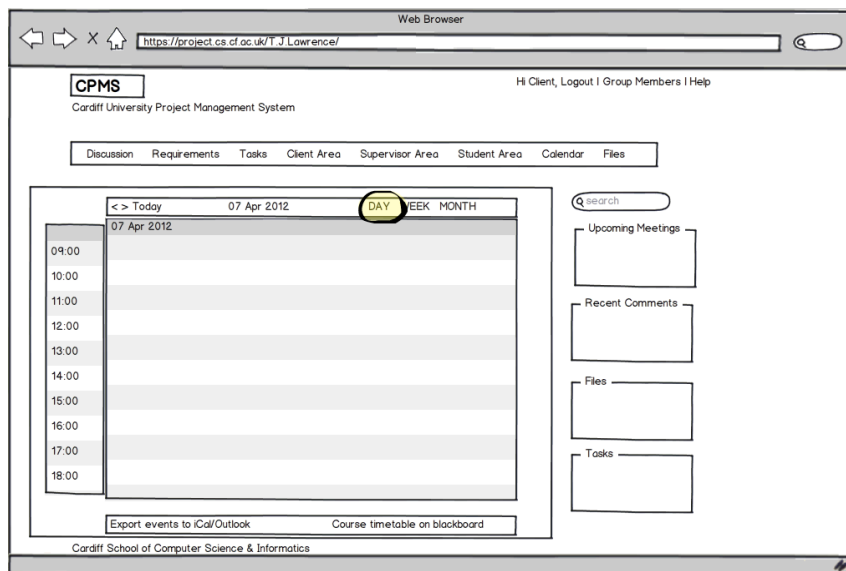 Web Browser
https://project.cs.cf.ac.uk/T.J.Lawrence/
CPMS
Hi Client, Logout | Group Members | Help
Cardiff University Project Management System
Discussion Requirements Tasks Client Area Supervisor Area Student Area Calendar Files
< > Today 07 Apr 2012 DAY WEEK MONTH
07 Apr 2012
09:00
10:00
11:00
12:00
13:00
14:00
15:00
16:00
17:00
18:00
Export events to iCal/Outlook Course timetable on blackboard
search
Upcoming Meetings
Recent Comments
Files
Tasks
Cardiff School of Computer Science & Informatics